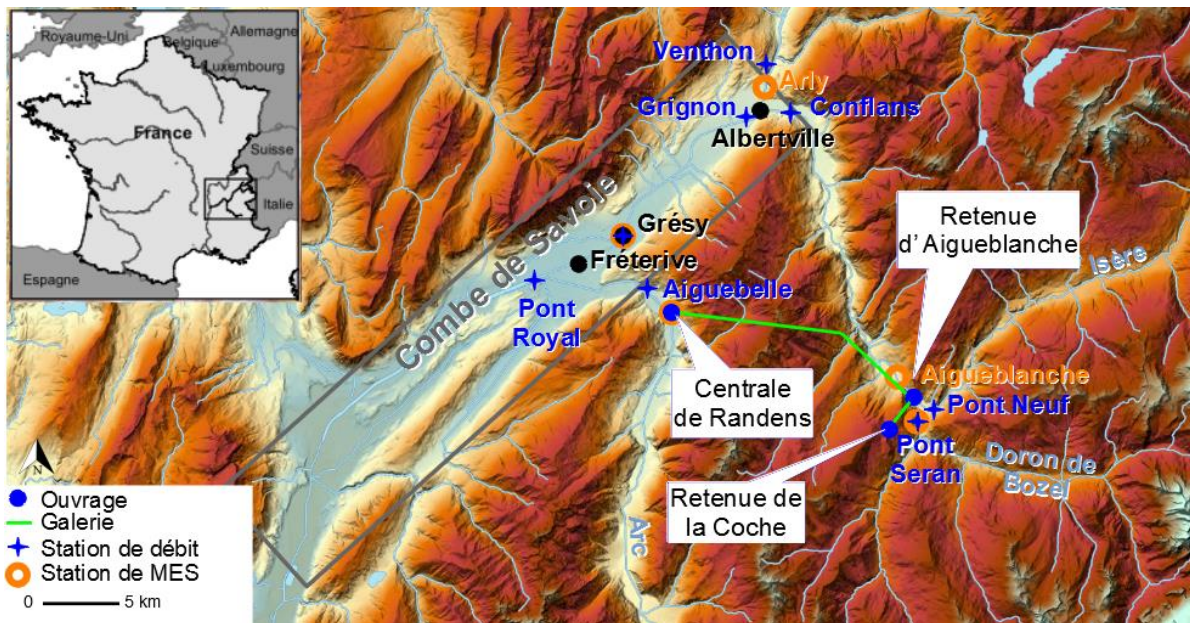 Royaume-Uni
Allemagne
Belgique
Luxembourg
France
Suisse
Italie
Espagne
Venthon
Arly
Grignon
Conflans
Albertville
Combe de Savoie
Grésy
Fréterive
Pont
Royal
Aiguebelle
Retenue
d' Aigueblanche
Isère
Centrale
de Randens
Aigueblanche
Pont Neuf
Pont
Seran
Doron de
Bozel
Retenue de
la Coche
Arc
N
Ouvrage
Galerie
Station de débit
Station de MES
0 5 km